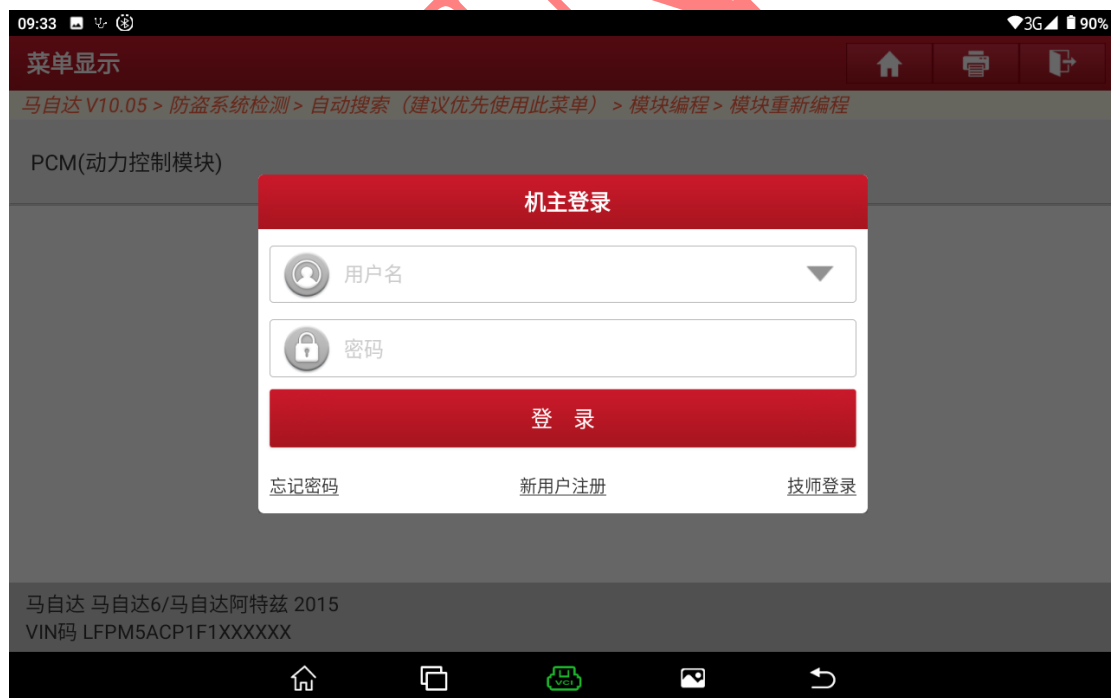 09:33 3G 90%
菜单显示
马自达 V10.05 > 防盗系统检测 > 自动搜索（建议优先使用此菜单） > 模块编程 > 模块重新编程
PCM(动力控制模块)
机主登录
用户名
密码
登 录
忘记密码 新用户注册 技师登录
马自达 马自达6/马自达阿特兹 2015
VIN码 LFPM5ACP1F1XXXXXX
VCI